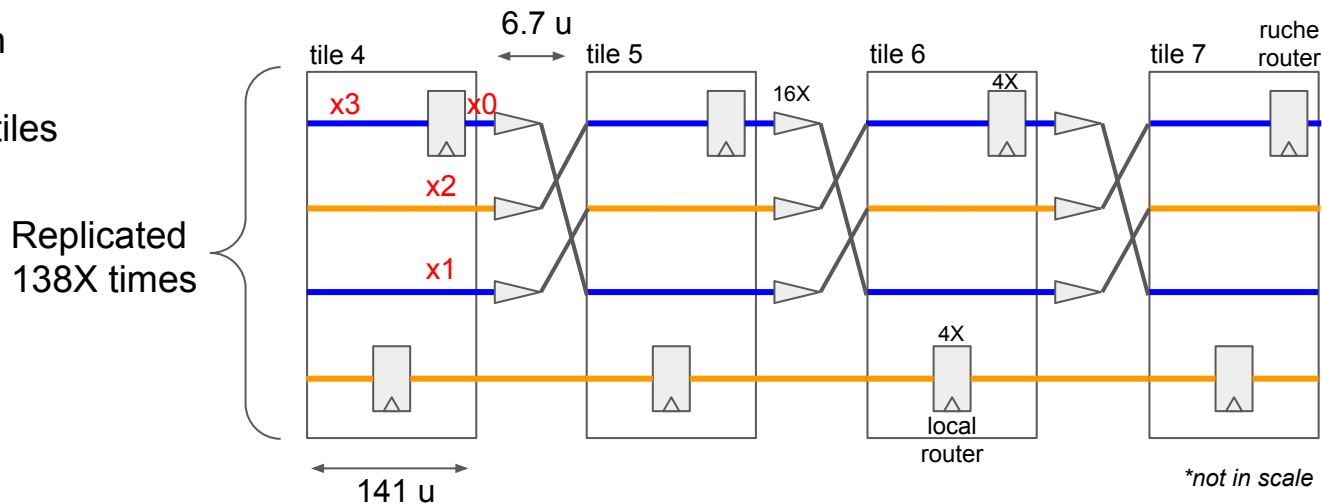 n
tiles
Replicated
138X times
6.7 u
tile 4
tile 5
tile 6
tile 7
ruche
router
x3
x0
16X
4X
x2
x1
4X
local
router
141 u
*not in scale